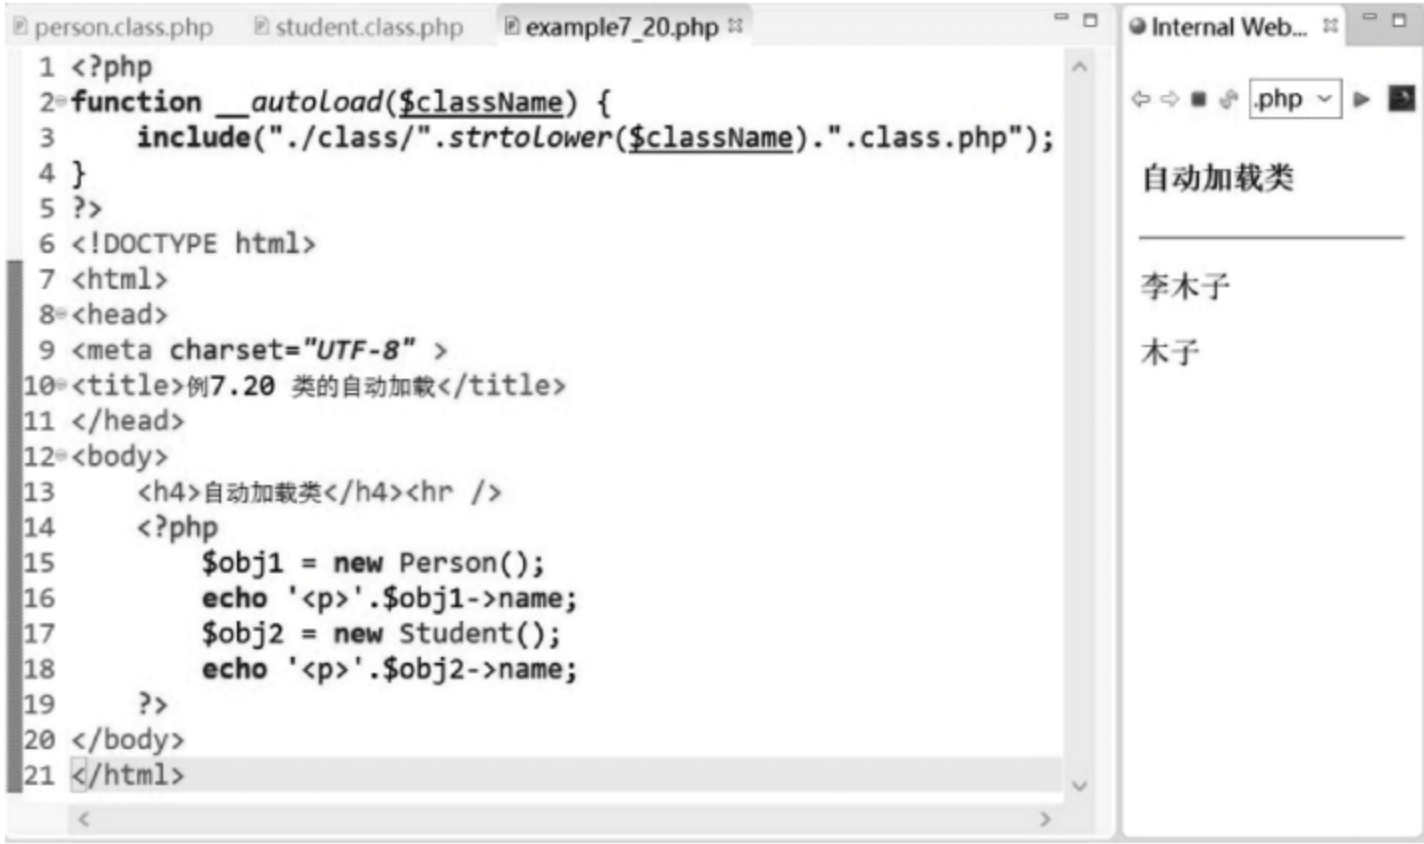 person.class.php student.class.php example7_20.php
1 <?php
2 function __autoload($className) {
3 include("./class/".strtolower($className).".class.php");
4 }
5 ?>
6 <!DOCTYPE html>
7 <html>
8 <head>
9 <meta charset="UTF-8" >
10 <title>例7.20 类的自动加载</title>
11 </head>
12 <body>
13 <h4>自动加载类</h4><hr />
14 <?php
15 $obj1 = new Person();
16 echo '<p>'.$obj1->name;
17 $obj2 = new Student();
18 echo '<p>'.$obj2->name;
19 ?>
20 </body>
21 </html>
Internal Web...
.php
自动加载类
李木子
木子